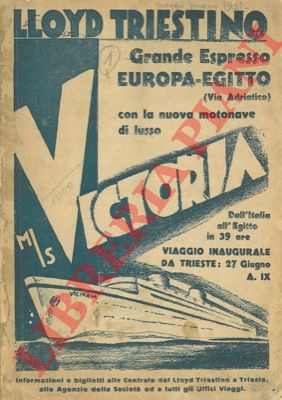 LLOYD TRIESTINO
Grande Espresso
EUROPA-EGITTO
(Via Adriatico)
con la nuova motonave
di lusso
M/S VICTORIA
Dall'Italia
all'Egitto
in 39 ore
VIAGGIO INAUGURALE
DA TRIESTE: 27 Giugno
A. IX
VICTORIA
Informazioni e biglietti alla Centrale del Lloyd Triestino a Trieste,
alle Agenzie della Società ed a tutti gli Uffici Viaggi.
LIBRERIA PIANI